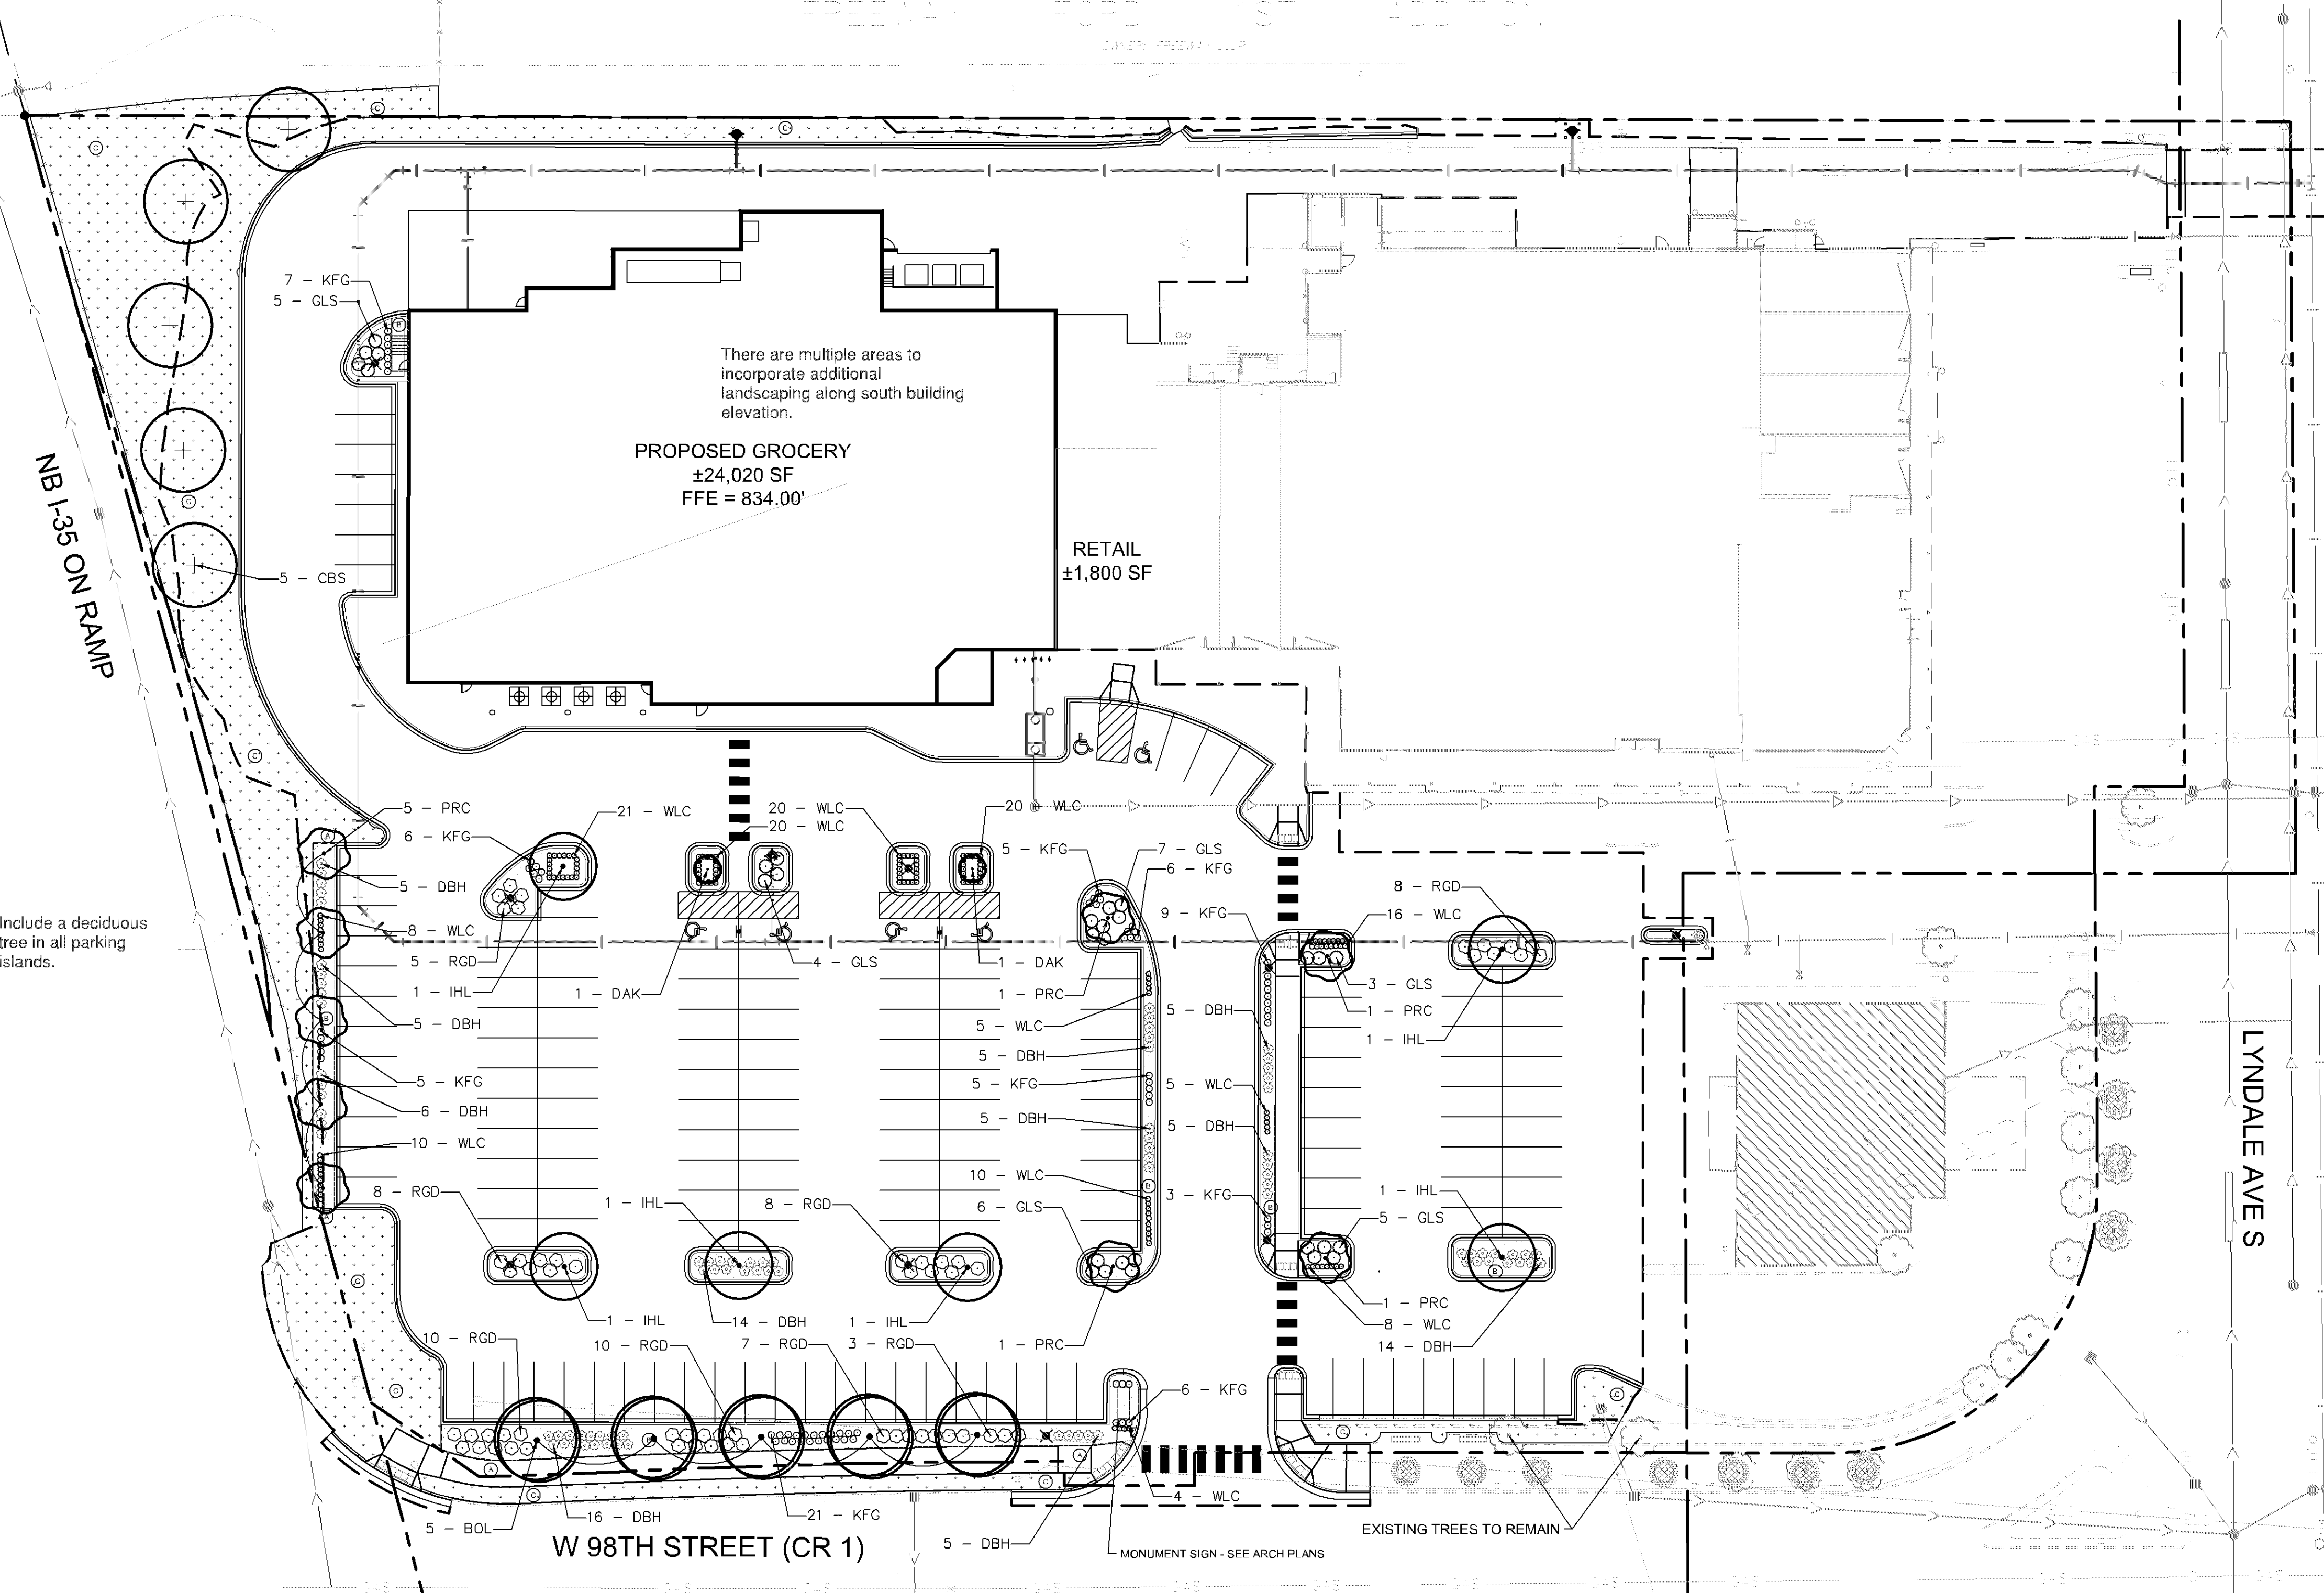 7 – KFG
5 – GLS
There are multiple areas to
incorporate additional
landscaping along south building
elevation.
PROPOSED GROCERY
±24,020 SF
FFE = 834.00'
NB I-35 ON RAMP
RETAIL
±1,800 SF
5 – CBS
5 – PRC
6 – KFG
21 – WLC
20 – WLC
20 – WLC
20 – WLC
5 – KFG
7 – GLS
6 – KFG
5 – DBH
8 – RGD
9 – KFG
16 – WLC
Include a deciduous
tree in all parking
islands.
8 – WLC
5 – RGD
4 – GLS
1 – DAK
3 – GLS
1 – IHL
1 – DAK
1 – PRC
1 – PRC
5 – DBH
5 – WLC
5 – DBH
1 – IHL
5 – DBH
5 – KFG
5 – KFG
5 – WLC
6 – DBH
5 – DBH
5 – DBH
10 – WLC
10 – WLC
8 – RGD
1 – IHL
8 – RGD
6 – GLS
3 – KFG
1 – IHL
5 – GLS
LYNDALE AVE S
1 – IHL
14 – DBH
1 – IHL
1 – PRC
8 – WLC
10 – RGD
10 – RGD
7 – RGD
3 – RGD
1 – PRC
14 – DBH
6 – KFG
4 – WLC
5 – BOL
16 – DBH
21 – KFG
5 – DBH
W 98TH STREET (CR 1)
MONUMENT SIGN - SEE ARCH PLANS
EXISTING TREES TO REMAIN